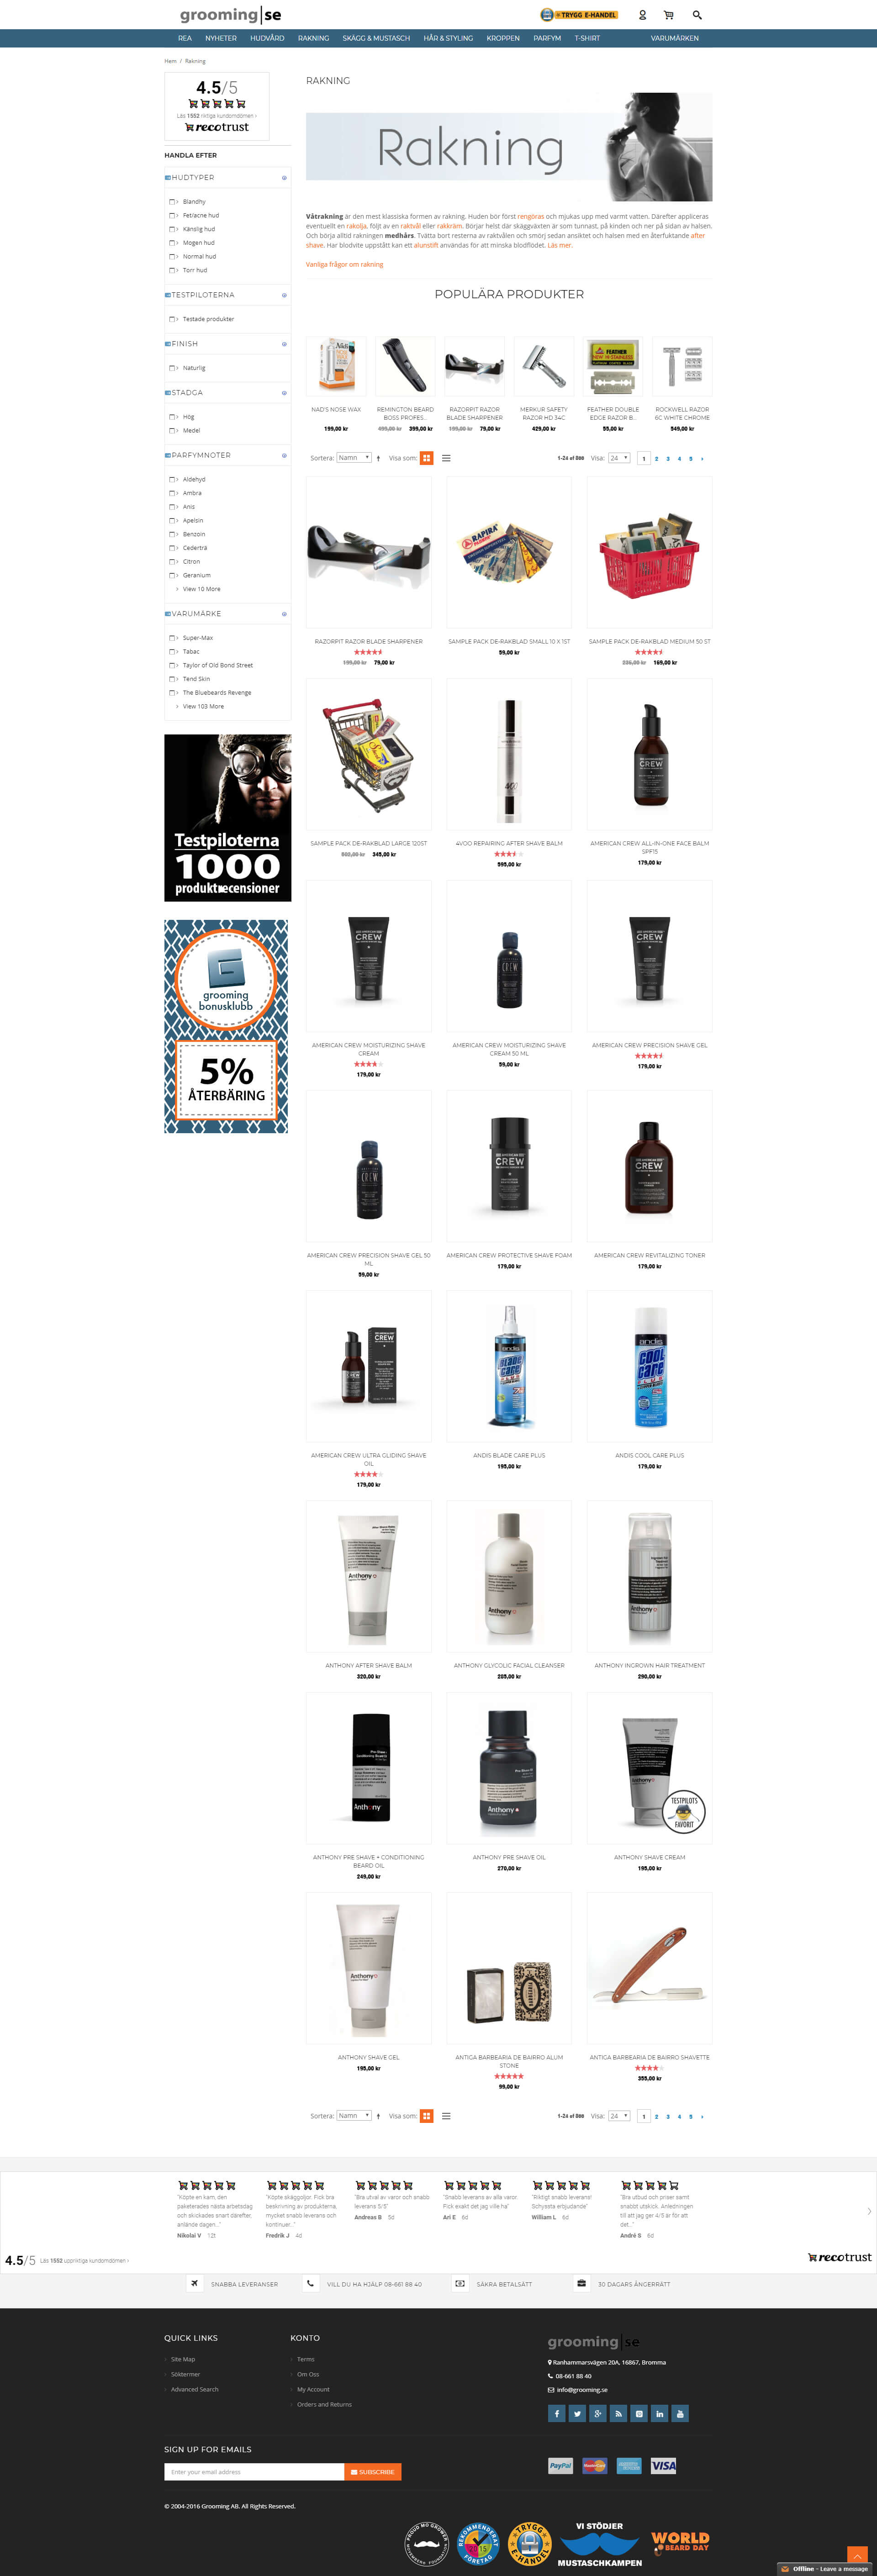 grooming|se
TRYGG E-HANDEL
REA NYHETER HUDVÅRD RAKNING SKÄGG & MUSTASCH HÅR & STYLING KROPPEN PARFYM T-SHIRT VARUMÄRKEN
Hem / Rakning
4.5/5
Läs 1552 riktiga kundomdömen ›
recotrust
HANDLA EFTER
HUDTYPER
Blandhy
Fet/acne hud
Känslig hud
Mogen hud
Normal hud
Torr hud
TESTPILOTERNA
Testade produkter
FINISH
Naturlig
STADGA
Hög
Medel
PARFYMNOTER
Aldehyd
Ambra
Anis
Apelsin
Benzoin
Cederträ
Citron
Geranium
View 10 More
VARUMÄRKE
Super-Max
Tabac
Taylor of Old Bond Street
Tend Skin
The Bluebeards Revenge
View 103 More
Testpiloterna
1000
produktrecensioner
grooming
bonusklubb
5%
ÅTERBÄRING
RAKNING
Rakning
Våtrakning är den mest klassiska formen av rakning. Huden bör först rengöras och mjukas upp med varmt vatten. Därefter appliceras
eventuellt en rakolja, följt av en raktvål eller rakkräm. Börjar helst där skäggväxten är som tunnast, på kinden och ner på sidan av halsen.
Och börja alltid rakningen medhårs. Tvätta bort resterna av raktvålen och smörj sedan ansiktet och halsen med en återfuktande after
shave. Har blodvite uppstått kan ett alunstift användas för att minska blodflödet. Läs mer.
Vanliga frågor om rakning
POPULÄRA PRODUKTER
NAD'S NOSE WAX
199,00 kr
REMINGTON BEARD
BOSS PROFES...
499,00 kr 399,00 kr
RAZORPIT RAZOR
BLADE SHARPENER
199,00 kr 79,00 kr
MERKUR SAFETY
RAZOR HD 34C
429,00 kr
FEATHER DOUBLE
EDGE RAZOR B...
55,00 kr
ROCKWELL RAZOR
6C WHITE CHROME
549,00 kr
Sortera: Namn Visa som: 1-24 of 866 Visa: 24 1 2 3 4 5
RAZORPIT RAZOR BLADE SHARPENER
199,00 kr 79,00 kr
SAMPLE PACK DE-RAKBLAD SMALL 10 X 1ST
59,00 kr
SAMPLE PACK DE-RAKBLAD MEDIUM 50 ST
236,00 kr 169,00 kr
SAMPLE PACK DE-RAKBLAD LARGE 120ST
345,00 kr
4VOO REPAIRING AFTER SHAVE BALM
595,00 kr
AMERICAN CREW ALL-IN-ONE FACE BALM
SPF15
179,00 kr
AMERICAN CREW MOISTURIZING SHAVE
CREAM
179,00 kr
AMERICAN CREW MOISTURIZING SHAVE
CREAM 50 ML
59,00 kr
AMERICAN CREW PRECISION SHAVE GEL
179,00 kr
AMERICAN CREW PRECISION SHAVE GEL 50
ML
59,00 kr
AMERICAN CREW PROTECTIVE SHAVE FOAM
179,00 kr
AMERICAN CREW REVITALIZING TONER
179,00 kr
AMERICAN CREW ULTRA GLIDING SHAVE
OIL
179,00 kr
ANDIS BLADE CARE PLUS
195,00 kr
ANDIS COOL CARE PLUS
179,00 kr
ANTHONY AFTER SHAVE BALM
320,00 kr
ANTHONY GLYCOLIC FACIAL CLEANSER
285,00 kr
ANTHONY INGROWN HAIR TREATMENT
290,00 kr
TESTPILOTS
FAVORIT
ANTHONY PRE SHAVE + CONDITIONING
BEARD OIL
249,00 kr
ANTHONY PRE SHAVE OIL
270,00 kr
ANTHONY SHAVE CREAM
195,00 kr
ANTHONY SHAVE GEL
195,00 kr
ANTIGA BARBEARIA DE BAIRRO ALUM
STONE
99,00 kr
ANTIGA BARBEARIA DE BAIRRO SHAVETTE
355,00 kr
Sortera: Namn Visa som: 1-24 of 866 Visa: 24 1 2 3 4 5
"Köpte en kam, den
paketerades nästa arbetsdag
och skickades snart därefter,
anlände dagen..."
Nikolai V 12t
"Köpte skäggoljor. Fick bra
beskrivning av produkterna,
mycket snabb leverans och
kontinuer..."
Fredrik J 4d
"Bra utval av varor och snabb
leverans 5/5"
Andreas B 5d
"Snabb leverans av alla varor.
Fick exakt det jag ville ha"
Ari E 6d
"Riktigt snabb leverans!
Schyssta erbjudande"
William L 6d
"Bra utbud och priser samt
snabbt utskick. Anledningen
till att jag ger 4/5 är för att
det..."
André S 6d
4.5/5 Läs 1552 uppriktiga kundomdömen ›
recotrust
SNABBA LEVERANSER VILL DU HA HJÄLP 08-661 88 40 SÄKRA BETALSÄTT 30 DAGARS ÅNGERRÄTT
QUICK LINKS
Site Map
Söktermer
Advanced Search
KONTO
Terms
Om Oss
My Account
Orders and Returns
grooming|se
Ranhammarsvägen 20A, 16867, Bromma
08-661 88 40
info@grooming.se
SIGN UP FOR EMAILS
Enter your email address
SUBSCRIBE
PayPal MasterCard VISA
© 2004-2016 Grooming AB. All Rights Reserved.
PROUD MO GROWER
MOVEMBER FOUNDATION
REKOMMENDERAT
2015
FÖRETAG
TRYGG
E-HANDEL
VI STÖDJER
MUSTASCHKAMPEN
WORLD
BEARD DAY
Offline - Leave a message